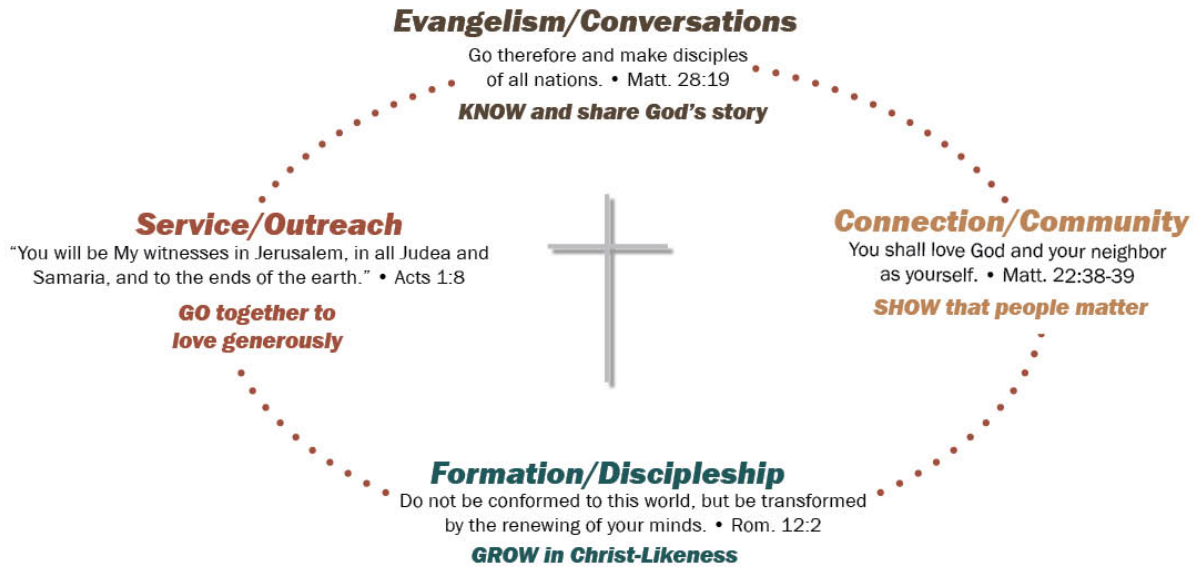 Evangelism/Conversations
Go therefore and make disciples
of all nations. • Matt. 28:19
KNOW and share God's story
Service/Outreach
“You will be My witnesses in Jerusalem, in all Judea and
Samaria, and to the ends of the earth.” • Acts 1:8
GO together to
love generously
Connection/Community
You shall love God and your neighbor
as yourself. • Matt. 22:38-39
SHOW that people matter
Formation/Discipleship
Do not be conformed to this world, but be transformed
by the renewing of your minds. • Rom. 12:2
GROW in Christ-Likeness